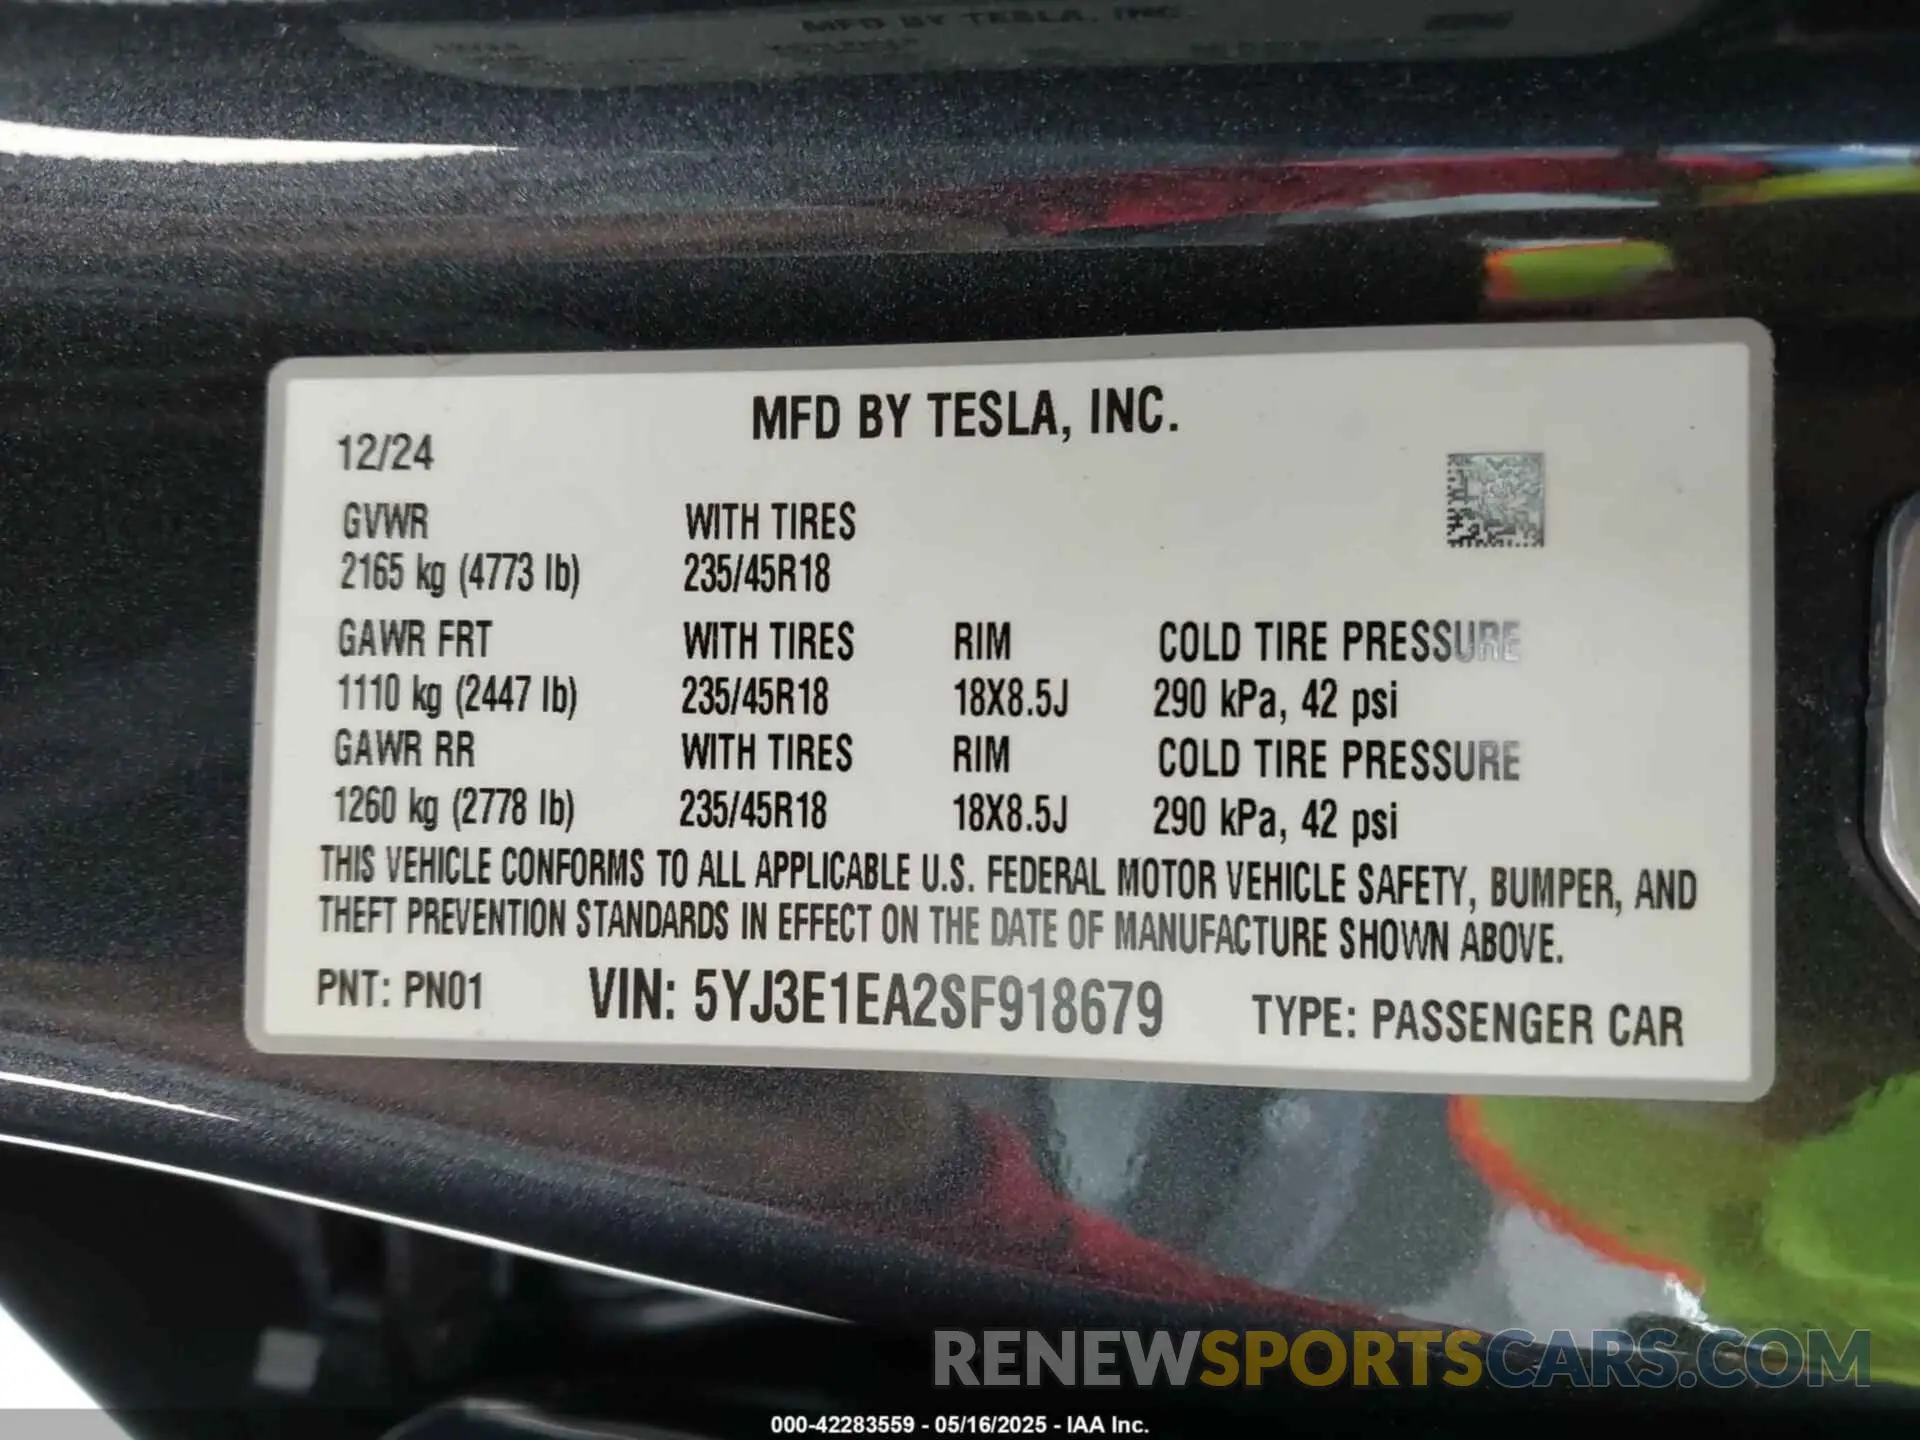 MFD BY TESLA, INC.
MFD BY TESLA, INC.
12/24
GVWR WITH TIRES
2165 kg (4773 lb) 235/45R18
GAWR FRT WITH TIRES RIM COLD TIRE PRESSURE
1110 kg (2447 lb) 235/45R18 18X8.5J 290 kPa, 42 psi
GAWR RR WITH TIRES RIM COLD TIRE PRESSURE
1260 kg (2778 lb) 235/45R18 18X8.5J 290 kPa, 42 psi
THIS VEHICLE CONFORMS TO ALL APPLICABLE U.S. FEDERAL MOTOR VEHICLE SAFETY, BUMPER, AND
THEFT PREVENTION STANDARDS IN EFFECT ON THE DATE OF MANUFACTURE SHOWN ABOVE.
PNT: PN01 VIN: 5YJ3E1EA2SF918679 TYPE: PASSENGER CAR
RENEWSPORTSCARS.COM
000-42283559 - 05/16/2025 - IAA Inc.